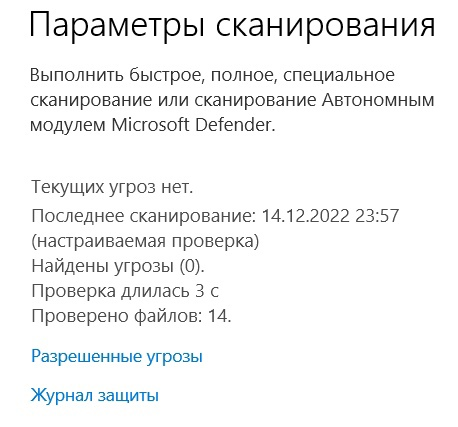 Параметры сканирования
Выполнить быстрое, полное, специальное
сканирование или сканирование Автономным
модулем Microsoft Defender.
Текущих угроз нет.
Последнее сканирование: 14.12.2022 23:57
(настраиваемая проверка)
Найдены угрозы (0).
Проверка длилась 3 с
Проверено файлов: 14.
Разрешенные угрозы
Журнал защиты